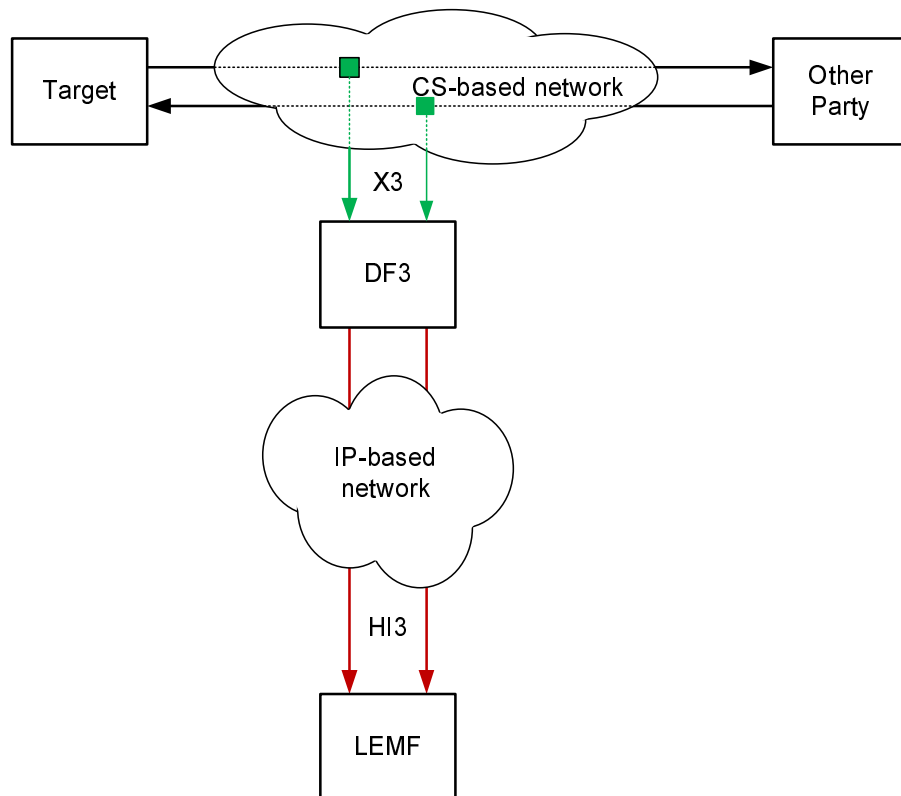 Target
CS-based network
Other
Party
X3
DF3
IP-based
network
HI3
LEMF